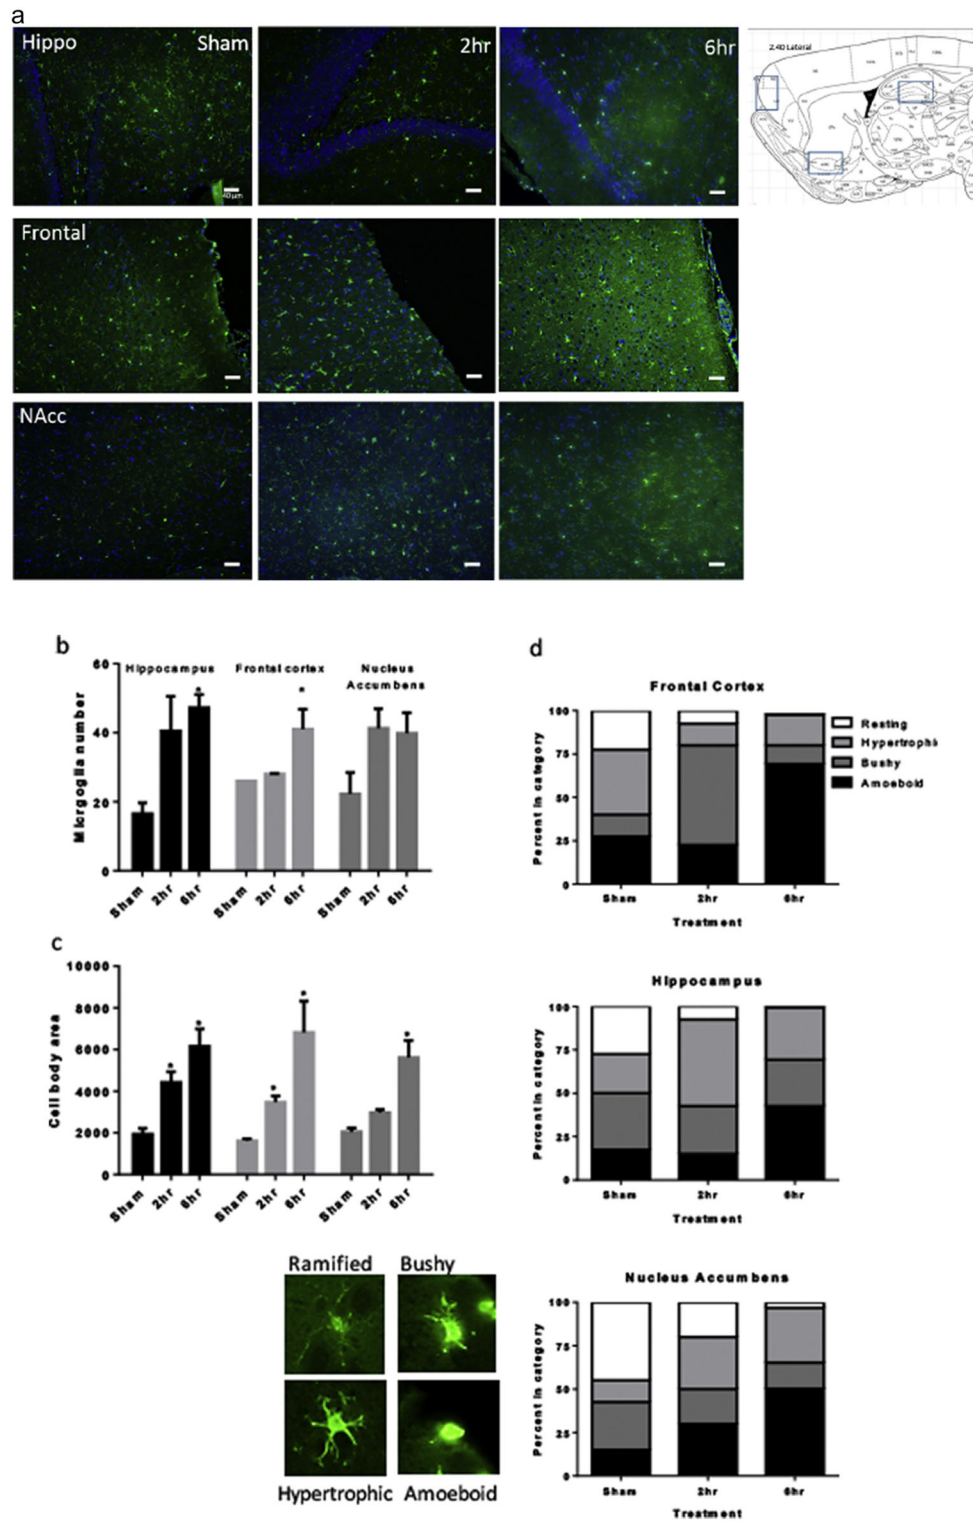 a
Hippo Sham 2hr 6hr
40 µm
2.40 Lateral
Frontal
NAcc
b
Hippocampus Frontal cortex Nucleus
Accumbens
Micrgoglia number
60
40
20
0
* * 
Sham 2hr 6hr Sham 2hr 6hr Sham 2hr 6hr
c
Cell body area
10000
8000
6000
4000
2000
0
* * * * *
Sham 2hr 6hr Sham 2hr 6hr Sham 2hr 6hr
Ramified Bushy
Hypertrophic Amoeboid
d
Frontal Cortex
Percent in category
100
75
50
25
0
Resting
Hypertrophi
Bushy
Amoeboid
Sham 2hr 6hr
Treatment
Hippocampus
Percent in category
100
75
50
25
0
Sham 2hr 6hr
Treatment
Nucleus Accumbens
Percent in category
100
75
50
25
0
Sham 2hr 6hr
Treatment